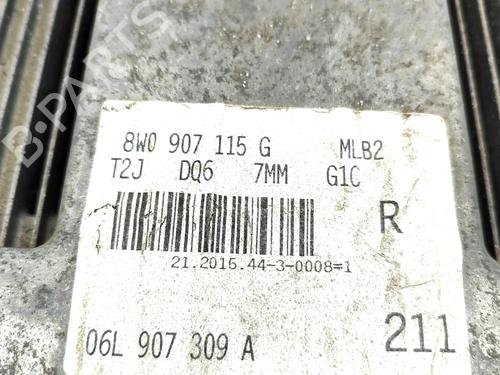 B-PARTS
8W0 907 115 G MLB2
T2J DQ6 7MM G1C
R
21.2015.44-3-0008=1
06L 907 309 A 211